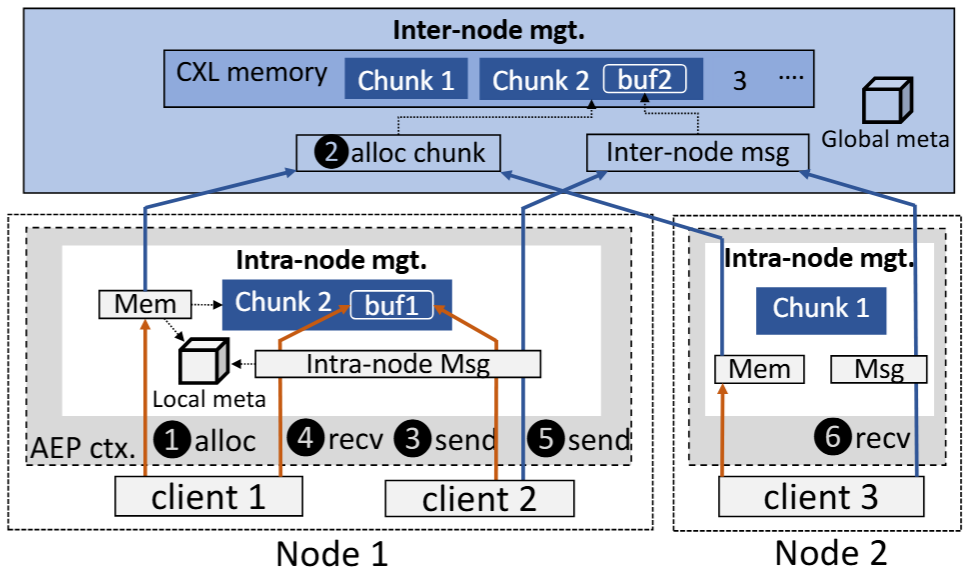 Inter-node mgt.
CXL memory
Chunk 1
Chunk 2
buf2
3
....
Global meta
2 alloc chunk
Inter-node msg
Intra-node mgt.
Mem
Chunk 2
buf1
Intra-node Msg
Local meta
AEP ctx.
1 alloc
4 recv
3 send
5 send
client 1
client 2
Node 1
Intra-node mgt.
Chunk 1
Mem
Msg
6 recv
client 3
Node 2